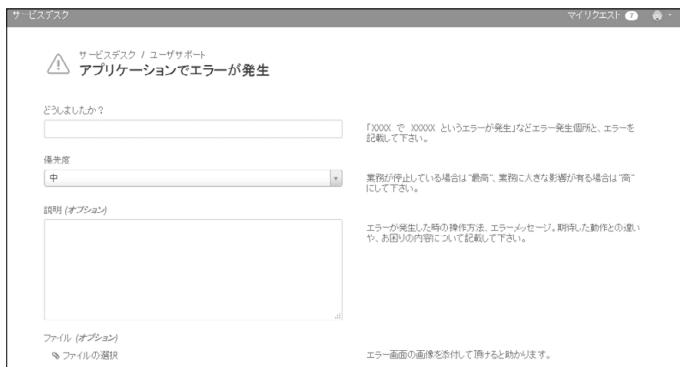 サービスデスク
マイリクエスト 7
サービスデスク / ユーザサポート
アプリケーションでエラーが発生
どうしましたか？
「XXXX で XXXXX というエラーが発生」などエラー発生個所と、エラーを
記載して下さい。
優先度
中
業務が停止している場合は"最高"、業務に大きな影響が有る場合は"高"
にして下さい。
説明 (オプション)
エラーが発生した時の操作方法、エラーメッセージ。期待した動作との違い
や、お困りの内容について記載して下さい。
ファイル (オプション)
ファイルの選択
エラー画面の画像を添付して頂けると助かります。